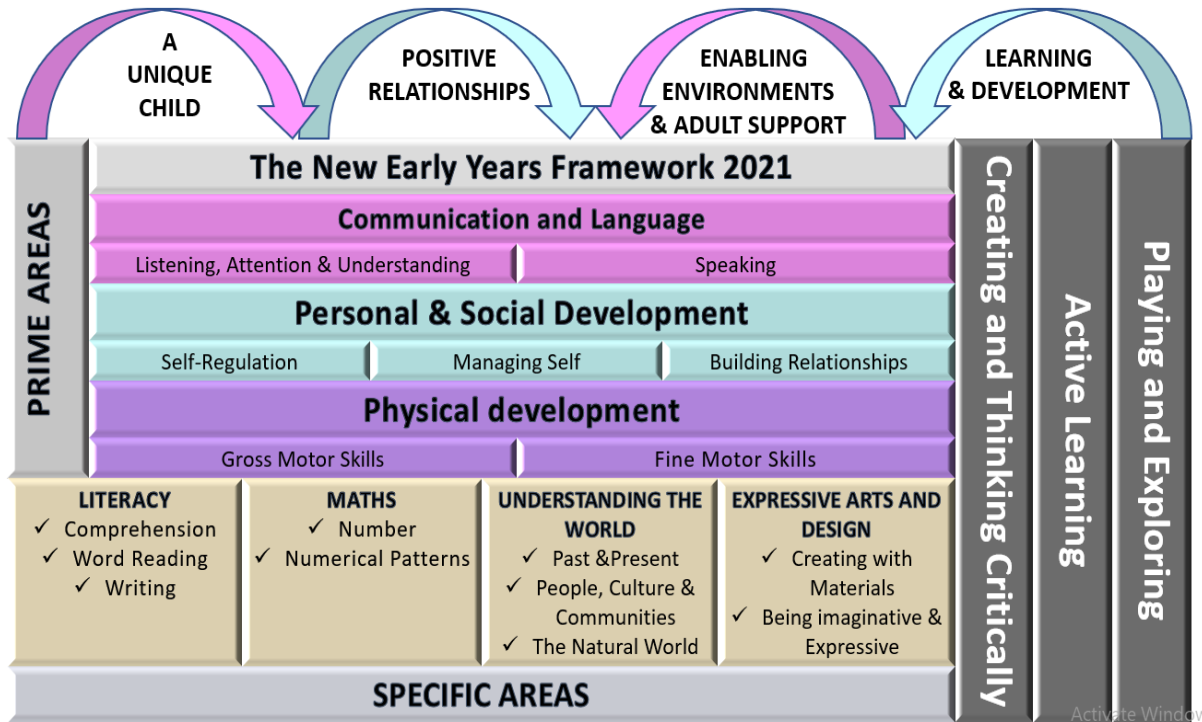 A
UNIQUE
CHILD
POSITIVE
RELATIONSHIPS
ENABLING
ENVIRONMENTS
& ADULT SUPPORT
LEARNING
& DEVELOPMENT
PRIME AREAS
The New Early Years Framework 2021
Communication and Language
Listening, Attention & Understanding
Speaking
Personal & Social Development
Self-Regulation
Managing Self
Building Relationships
Physical development
Gross Motor Skills
Fine Motor Skills
LITERACY
✓ Comprehension
✓ Word Reading
✓ Writing
MATHS
✓ Number
✓ Numerical Patterns
UNDERSTANDING THE
WORLD
✓ Past &Present
✓ People, Culture &
Communities
✓ The Natural World
EXPRESSIVE ARTS AND
DESIGN
✓ Creating with
Materials
✓ Being imaginative &
Expressive
SPECIFIC AREAS
Creating and Thinking Critically
Active Learning
Playing and Exploring
Activate Window